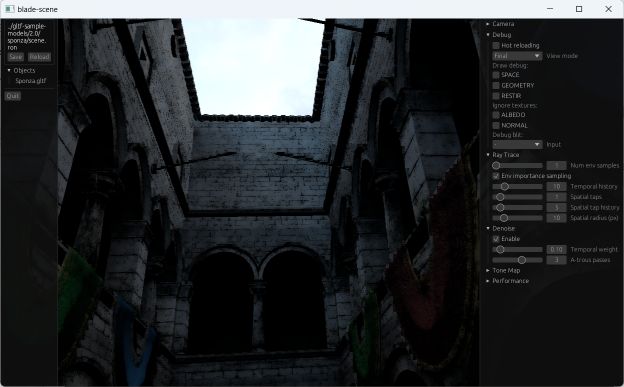 blade-scene
../gltf-sample-
models/2.0/
sponza/scene.
ron
Save Reload
Objects
Sponza.gltf
Quit
Camera
Debug
Hot reloading
Final View mode
Draw debug:
SPACE
GEOMETRY
RESTIR
Ignore textures:
ALBEDO
NORMAL
Debug blit:
- Input
Ray Trace
1 Num env samples
Env importance sampling
10 Temporal history
1 Spatial taps
5 Spatial tap history
10 Spatial radius (px)
Denoise
Enable
0.10 Temporal weight
3 A-trous passes
Tone Map
Performance